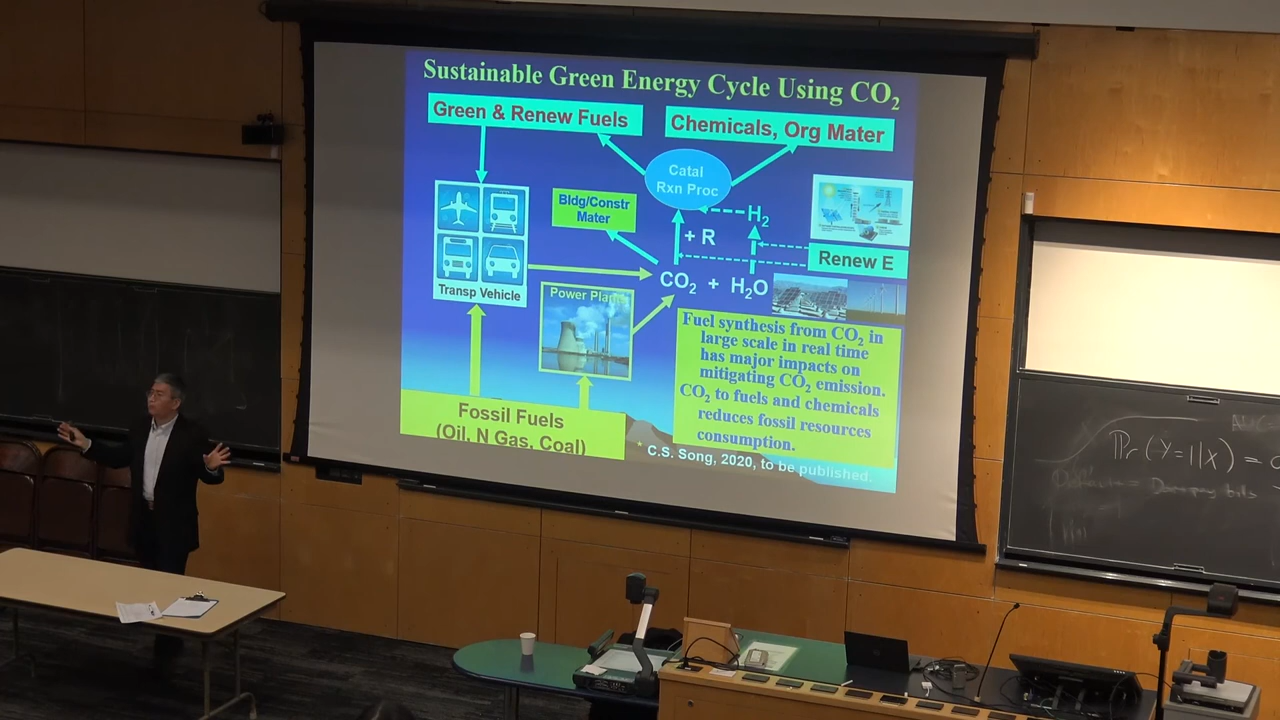 Sustainable Green Energy Cycle Using CO₂
Green & Renew Fuels
Chemicals, Org Mater
Catal
Rxn Proc
Bldg/Constr
Mater
H₂
+ R
Renew E
CO₂ + H₂O
Transp Vehicle
Power Plant
Fuel synthesis from CO₂ in
large scale in real time
has major impacts on
mitigating CO₂ emission.
CO₂ to fuels and chemicals
reduces fossil resources
consumption.
Fossil Fuels
(Oil, N Gas, Coal)
C.S. Song, 2020, to be published.
Pr(Y=1|X) =